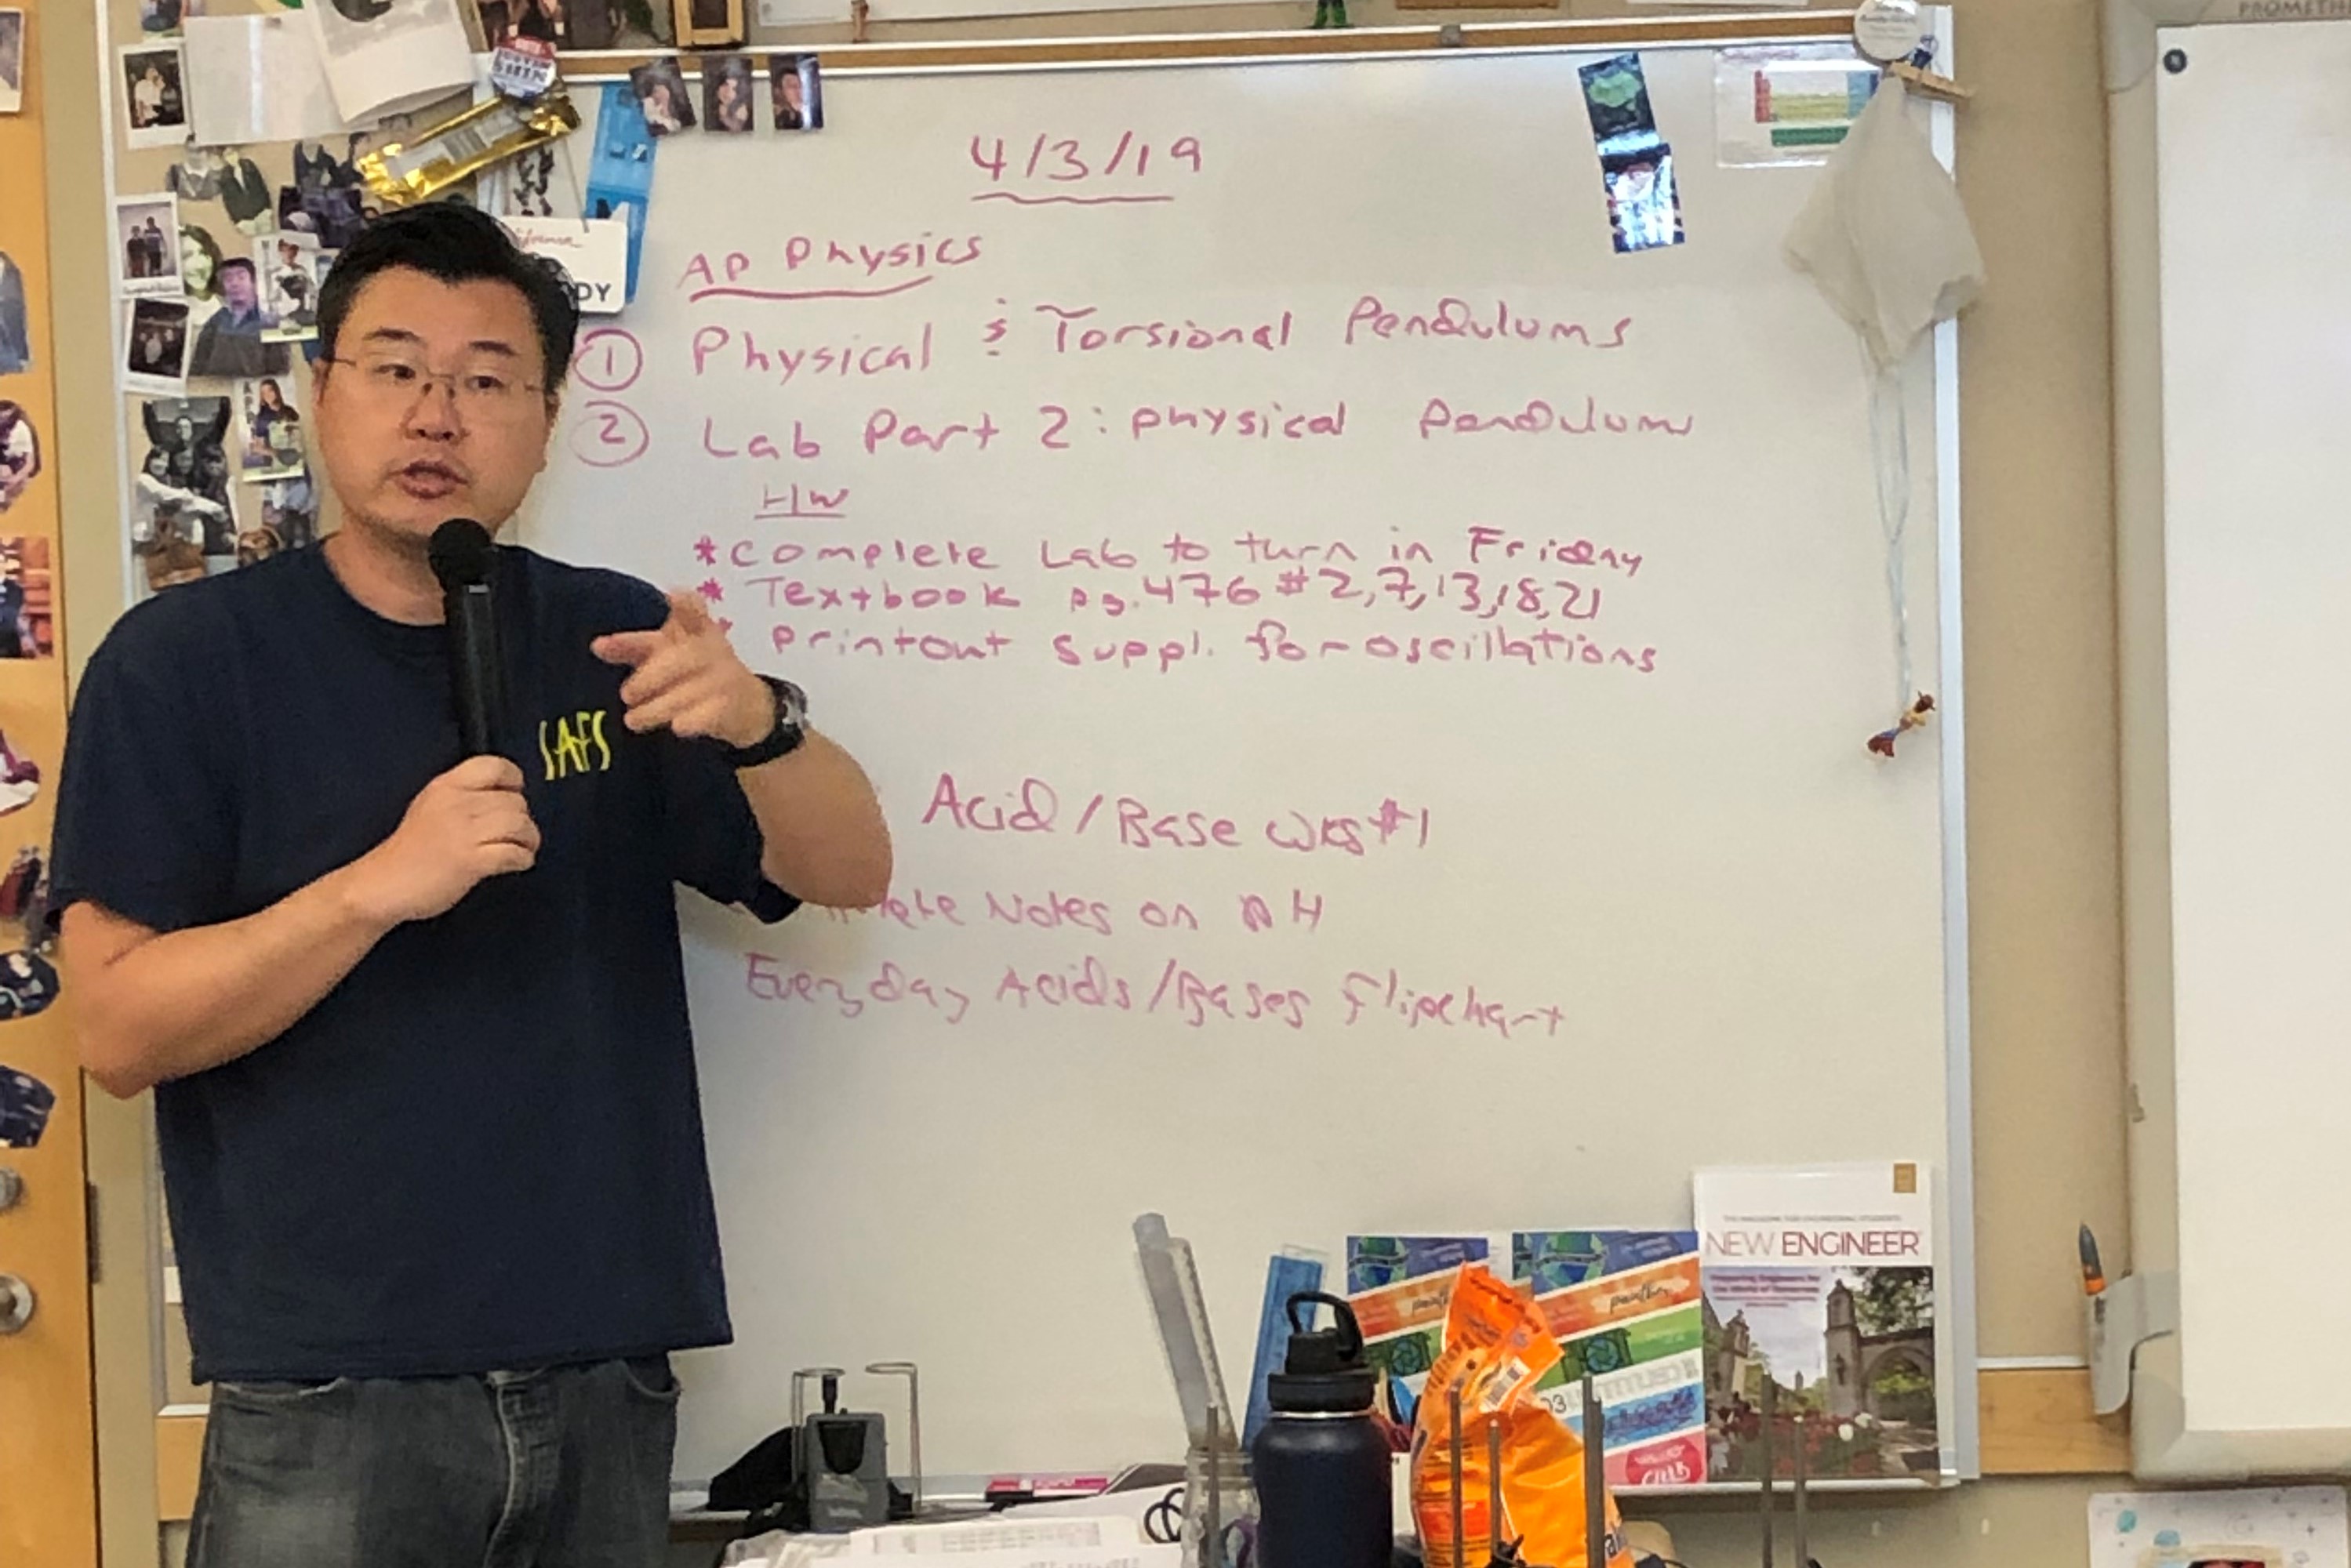 PROMETH
4/3/19
AP Physics
DY
① Physical & Torsional Pendulums
② Lab Part 2: physical pendulum
HW
*complete Lab to turn in Friday
* Textbook pg. 476 #2,7,13,18,21
* printout suppl. for oscillations
SAFS
Acid/Base wks #1
Notes on pH
Everyday Acids/Bases flipchart
NEW ENGINEER